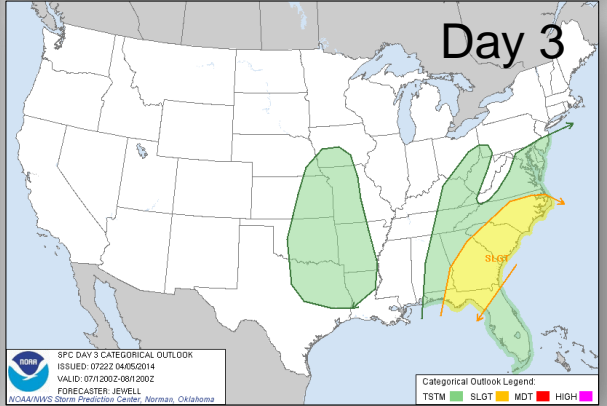 Day 3
SLGT
NOAA
SPC DAY 3 CATEGORICAL OUTLOOK
ISSUED: 0722Z 04/05/2014
VALID: 07/1200Z-08/1200Z
FORECASTER: JEWELL
NOAA/NWS Storm Prediction Center, Norman, Oklahoma
Categorical Outlook Legend:
TSTM SLGT MDT HIGH